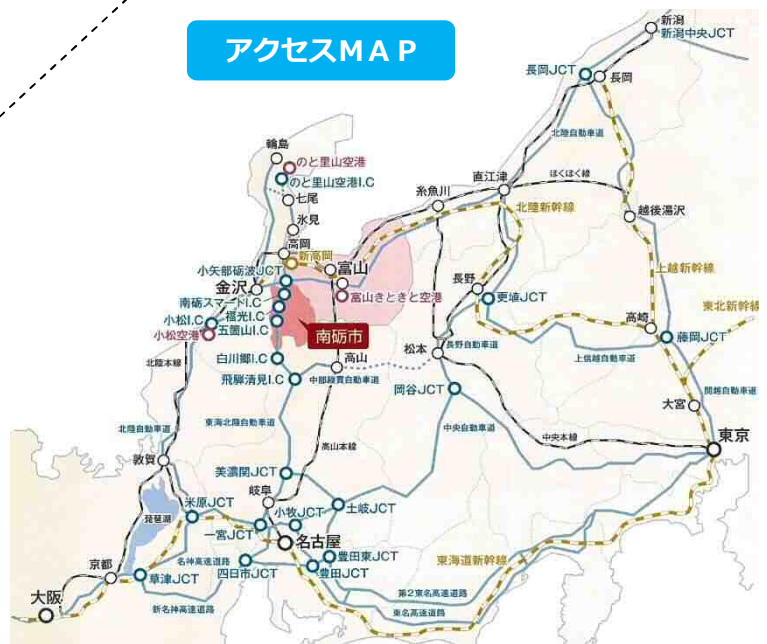 アクセスMAP
新潟
新潟中央JCT
長岡JCT
長岡
北陸自動車道
輪島
のと里山空港
のと里山空港I.C
七尾
氷見
直江津
ほくほく線
糸魚川
北陸新幹線
越後湯沢
高岡
新高岡
小矢部砺波JCT
富山
金沢
南砺スマートI.C
富山きときと空港
長野
更埴JCT
上越新幹線
東北新幹線
小松I.C
福光I.C
五箇山I.C
小松空港
南砺市
高崎
藤岡JCT
北陸本線
白川郷I.C
高山
松本
長野自動車道
上信越自動車道
飛騨清見I.C
中部縦貫自動車道
岡谷JCT
関越自動車道
大宮
東海北陸自動車道
中央自動車道
北陸自動車道
高山本線
中央本線
東京
敦賀
美濃関JCT
岐阜
米原JCT
小牧JCT
土岐JCT
琵琶湖
一宮JCT
名古屋
豊田東JCT
東海道新幹線
京都
名神高速道路
草津JCT
四日市JCT
豊田JCT
大阪
新名神高速道路
第2東名高速道路
東名高速道路